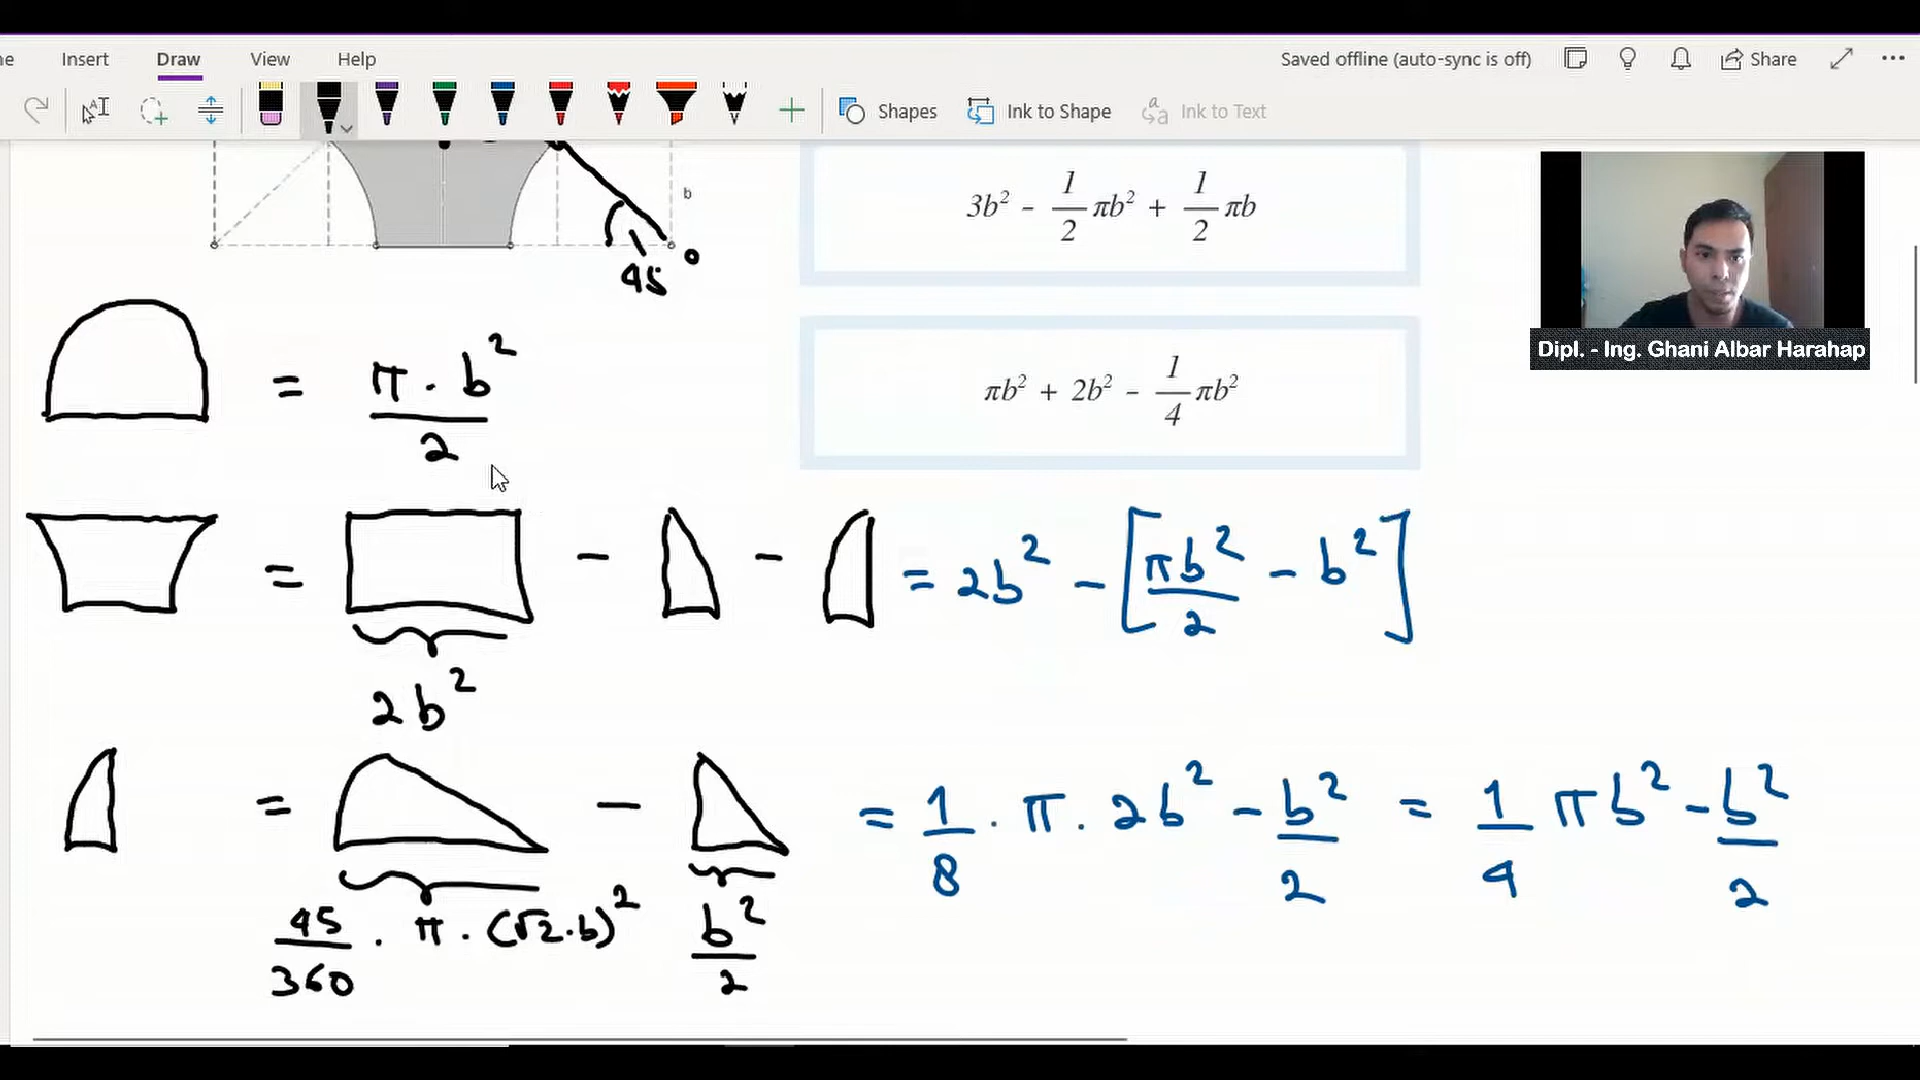 ne Insert Draw View Help Saved offline (auto-sync is off) Share
Shapes Ink to Shape Ink to Text
b
3b² - 1/2 πb² + 1/2 πb
45
Dipl. - Ing. Ghani Albar Harahap
= π · b² / 2
πb² + 2b² - 1/4 πb²
= - - = 2b² - [πb²/2 - b²]
2b²
= - = 1/8 · π · 2b² - b²/2 = 1/4 πb² - b²/2
45/360 · π · (√2 · b)² b²/2